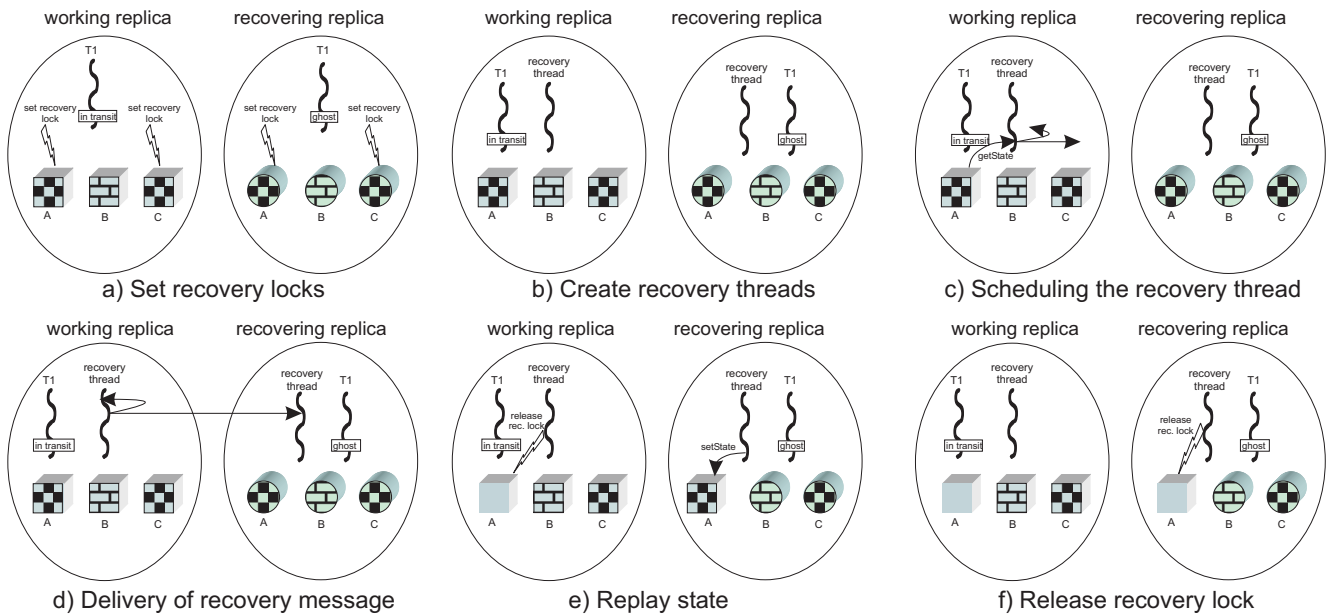 working replica
recovering replica
T1
T1
set recovery
lock
set recovery
lock
set recovery
lock
set recovery
lock
in transit
ghost
A
B
C
A
B
C
a) Set recovery locks
working replica
recovering replica
T1
recovery
thread
recovery
thread
T1
in transit
ghost
A
B
C
A
B
C
b) Create recovery threads
working replica
recovering replica
T1
recovery
thread
recovery
thread
T1
in transit
ghost
getState
A
B
C
A
B
C
c) Scheduling the recovery thread
working replica
recovering replica
T1
recovery
thread
recovery
thread
T1
in transit
ghost
A
B
C
A
B
C
d) Delivery of recovery message
working replica
recovering replica
T1
recovery
thread
recovery
thread
T1
release
rec. lock
in transit
setState
ghost
A
B
C
A
B
C
e) Replay state
working replica
recovering replica
T1
recovery
thread
recovery
thread
T1
release
rec. lock
in transit
ghost
A
B
C
A
B
C
f) Release recovery lock